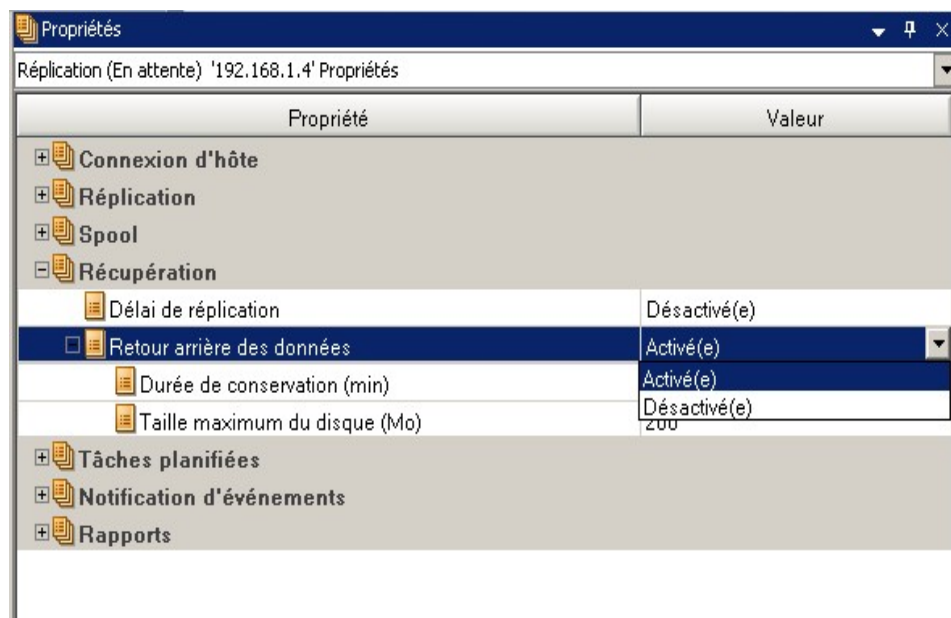 Propriétés
Réplication (En attente) '192.168.1.4' Propriétés
Propriété Valeur
Connexion d'hôte
Réplication
Spool
Récupération
Délai de réplication Désactivé(e)
Retour arrière des données Activé(e)
Durée de conservation (min) Activé(e)
Désactivé(e)
Taille maximum du disque (Mo) 200
Tâches planifiées
Notification d'événements
Rapports